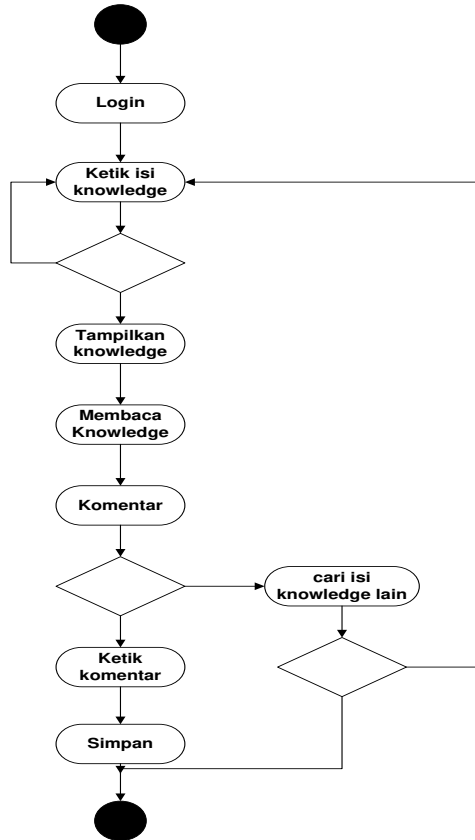 Login
Ketik isi
knowledge
Tampilkan
knowledge
Membaca
Knowledge
Komentar
cari isi
knowledge lain
Ketik
komentar
Simpan